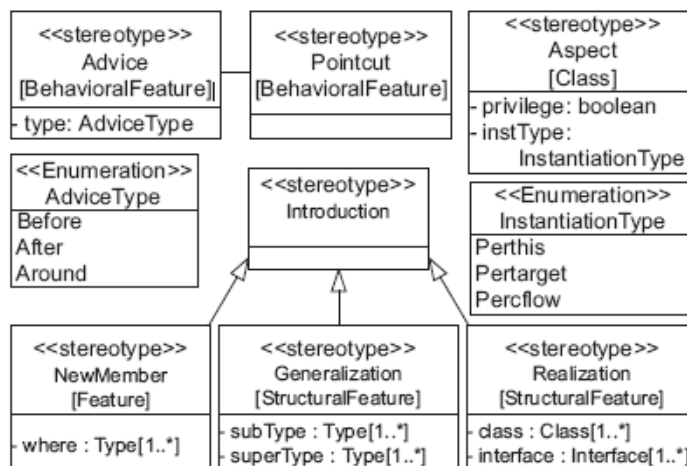 <<stereotype>>
Advice
[BehavioralFeature]
- type: AdviceType
<<stereotype>>
Pointcut
[BehavioralFeature]
<<stereotype>>
Aspect
[Class]
- privilege: boolean
- instType:
InstantiationType
<<Enumeration>>
AdviceType
Before
After
Around
<<stereotype>>
Introduction
<<Enumeration>>
InstantiationType
Perthis
Pertarget
Percflow
<<stereotype>>
NewMember
[Feature]
- where : Type[1..*]
<<stereotype>>
Generalization
[StructuralFeature]
- subType : Type[1..*]
- superType : Type[1..*]
<<stereotype>>
Realization
[StructuralFeature]
- class : Class[1..*]
- interface : Interface[1..*]